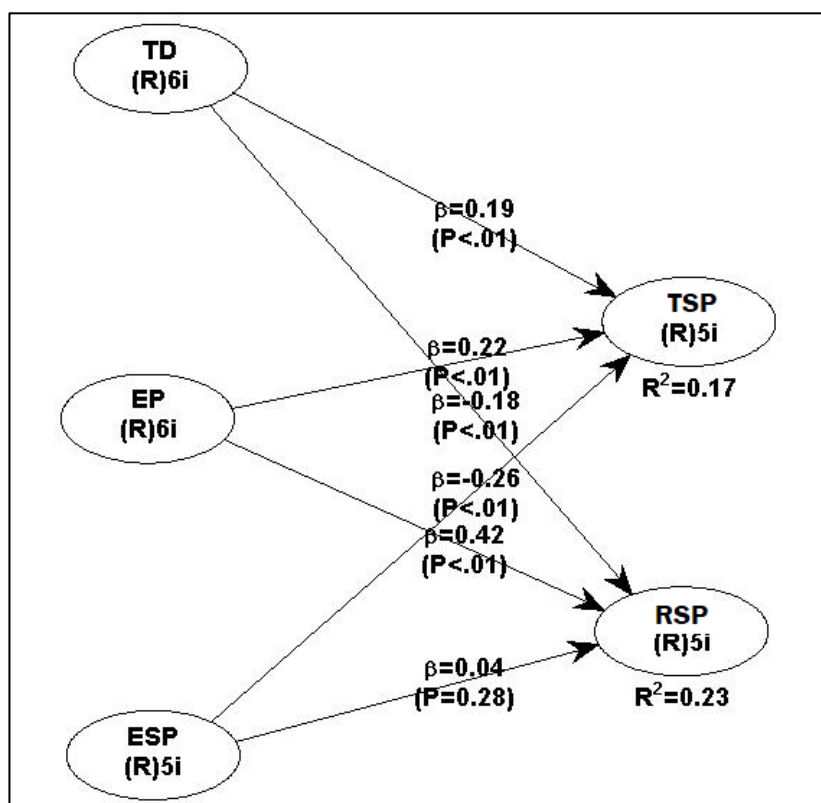 TD
(R)6i
β=0.19
(P<.01)
TSP
(R)5i
R²=0.17
β=0.22
(P<.01)
EP
(R)6i
β=-0.18
(P<.01)
β=-0.26
(P<.01)
β=0.42
(P<.01)
RSP
(R)5i
R²=0.23
β=0.04
(P=0.28)
ESP
(R)5i